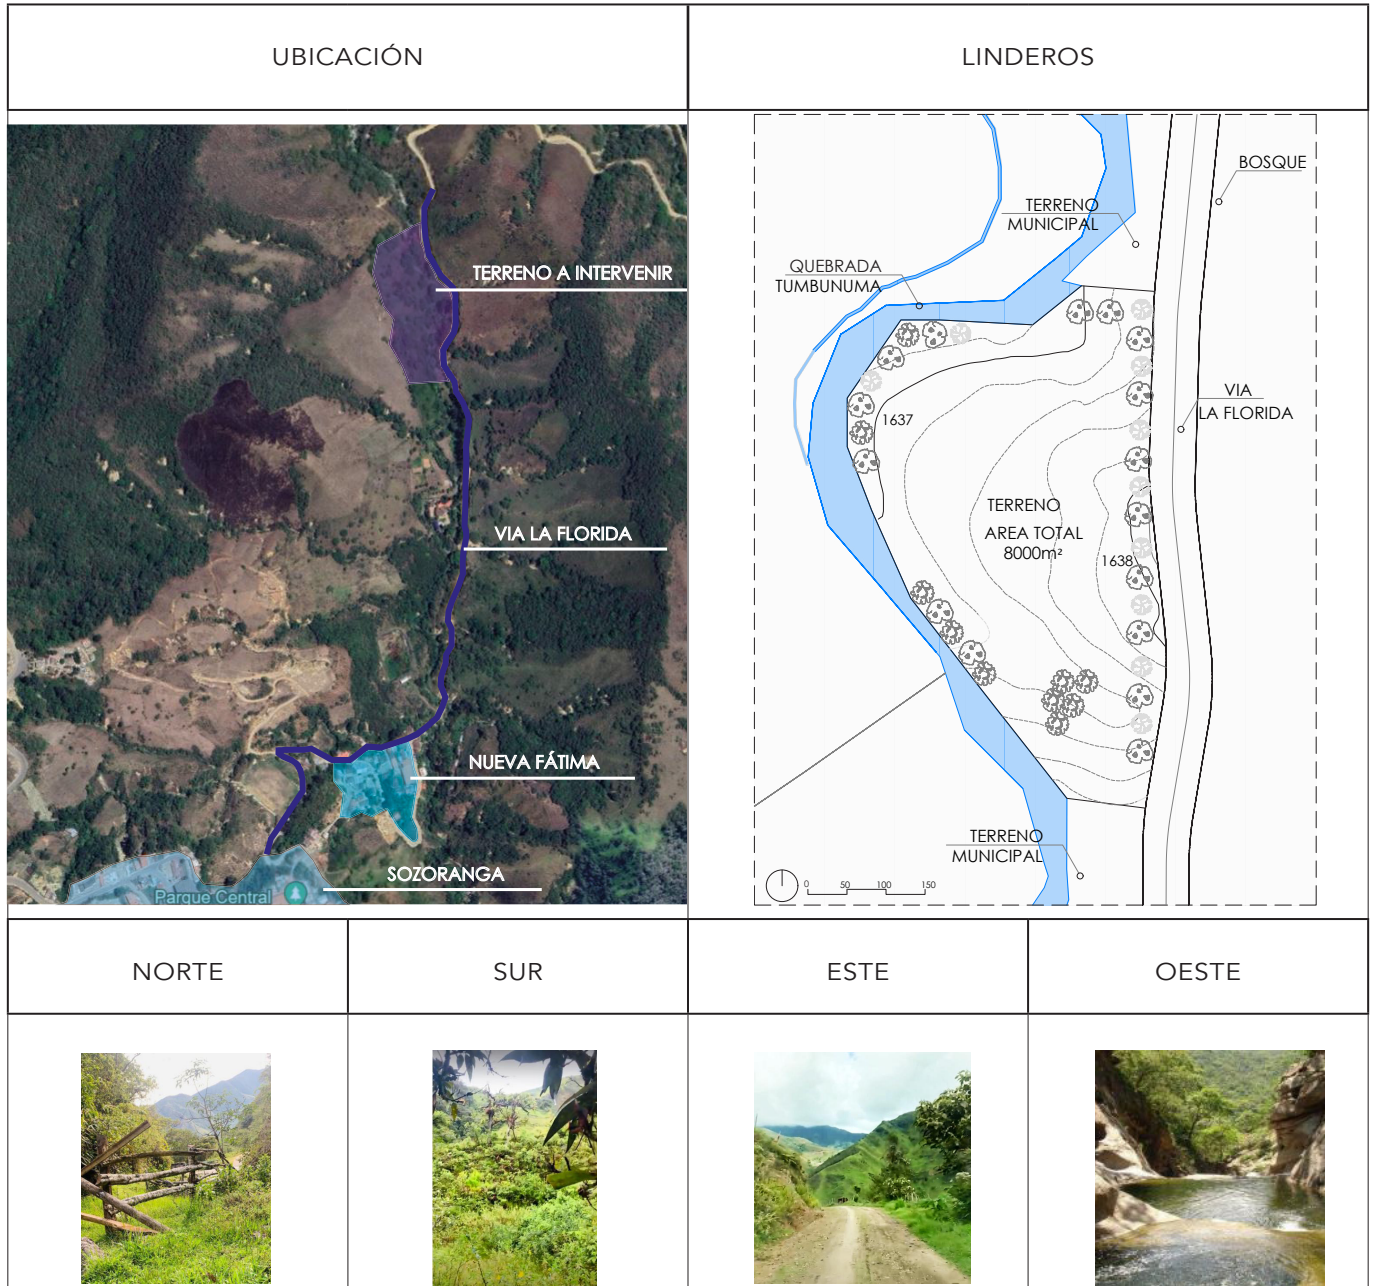 UBICACIÓN
LINDEROS
TERRENO A INTERVENIR
VIA LA FLORIDA
NUEVA FÁTIMA
SOZORANGA
Parque Central
BOSQUE
TERRENO
MUNICIPAL
QUEBRADA
TUMBUNUMA
VIA
LA FLORIDA
1637
TERRENO
AREA TOTAL
8000m²
1638
TERRENO
MUNICIPAL
0 50 100 150
NORTE
SUR
ESTE
OESTE